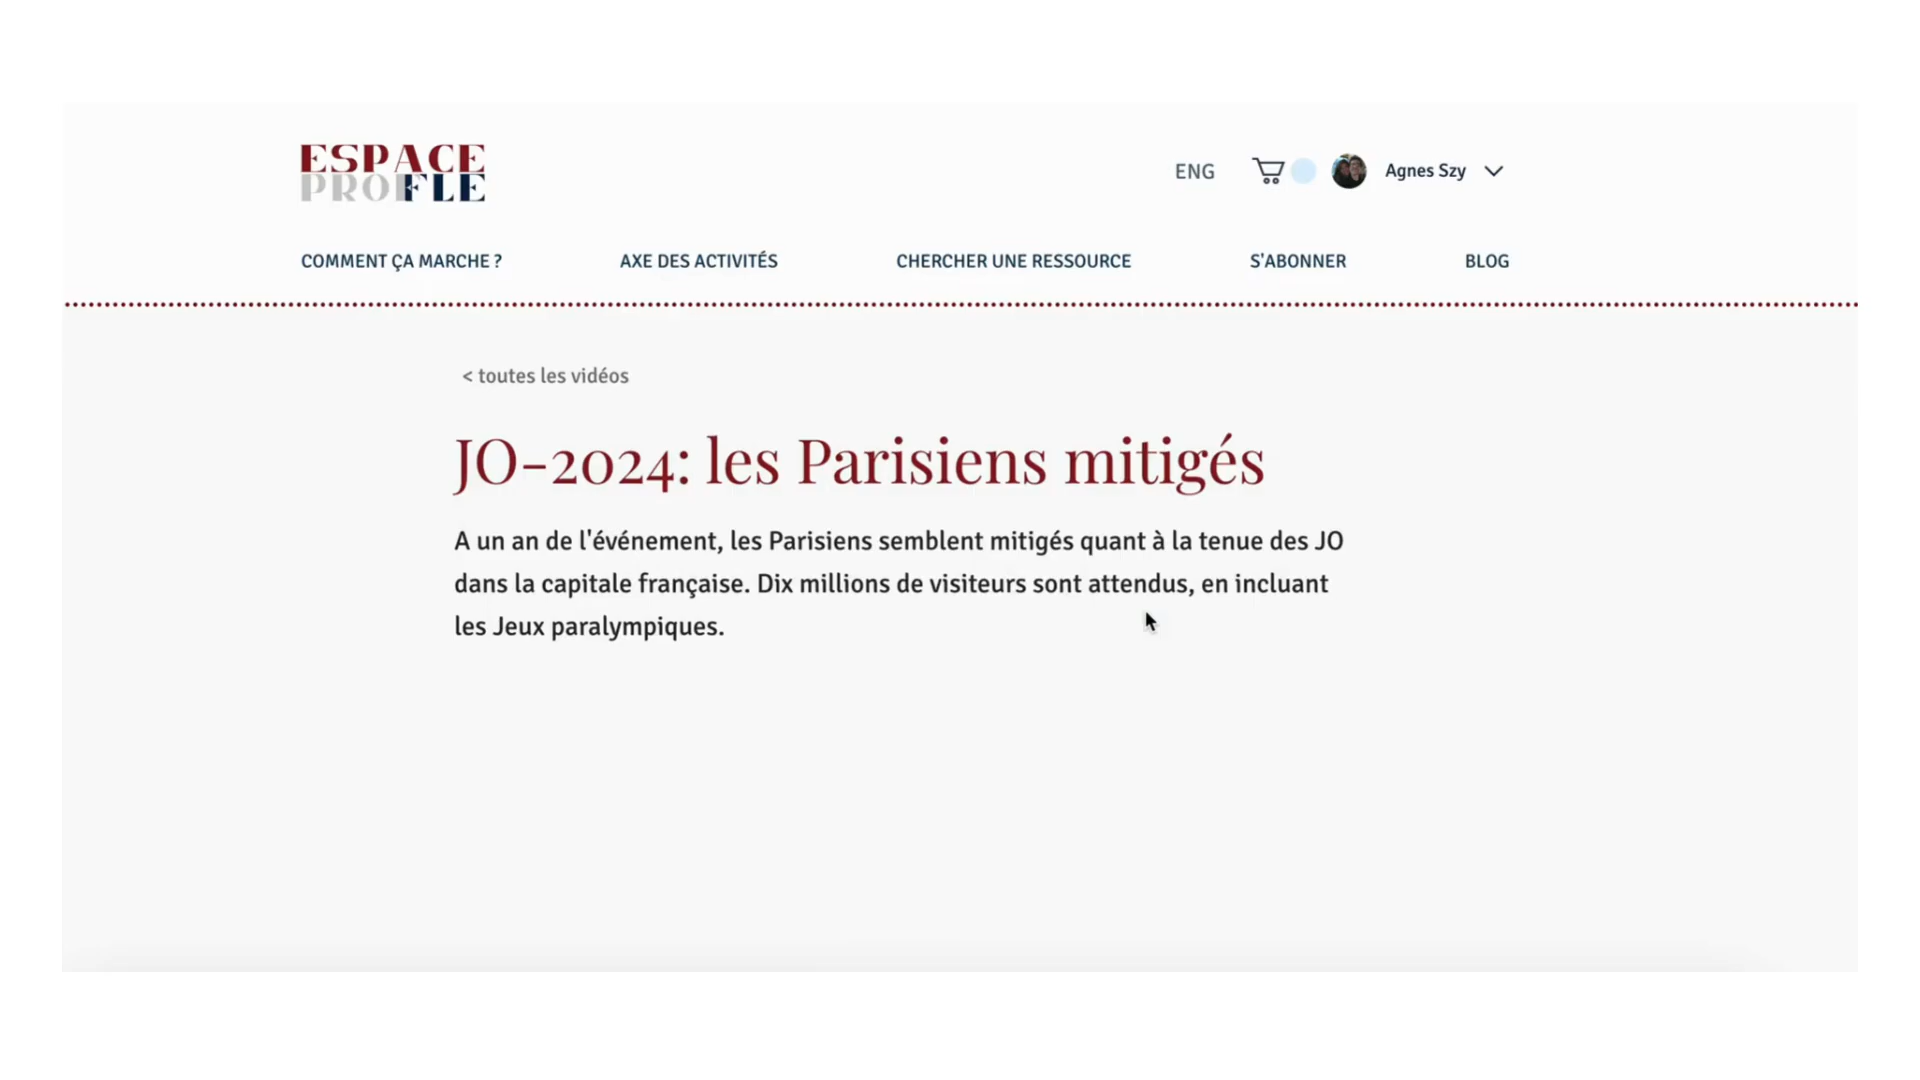 ESPACE
PROFLE
ENG
Agnes Szy
COMMENT ÇA MARCHE ?
AXE DES ACTIVITÉS
CHERCHER UNE RESSOURCE
S'ABONNER
BLOG
< toutes les vidéos
JO-2024: les Parisiens mitigés
A un an de l'événement, les Parisiens semblent mitigés quant à la tenue des JO
dans la capitale française. Dix millions de visiteurs sont attendus, en incluant
les Jeux paralympiques.